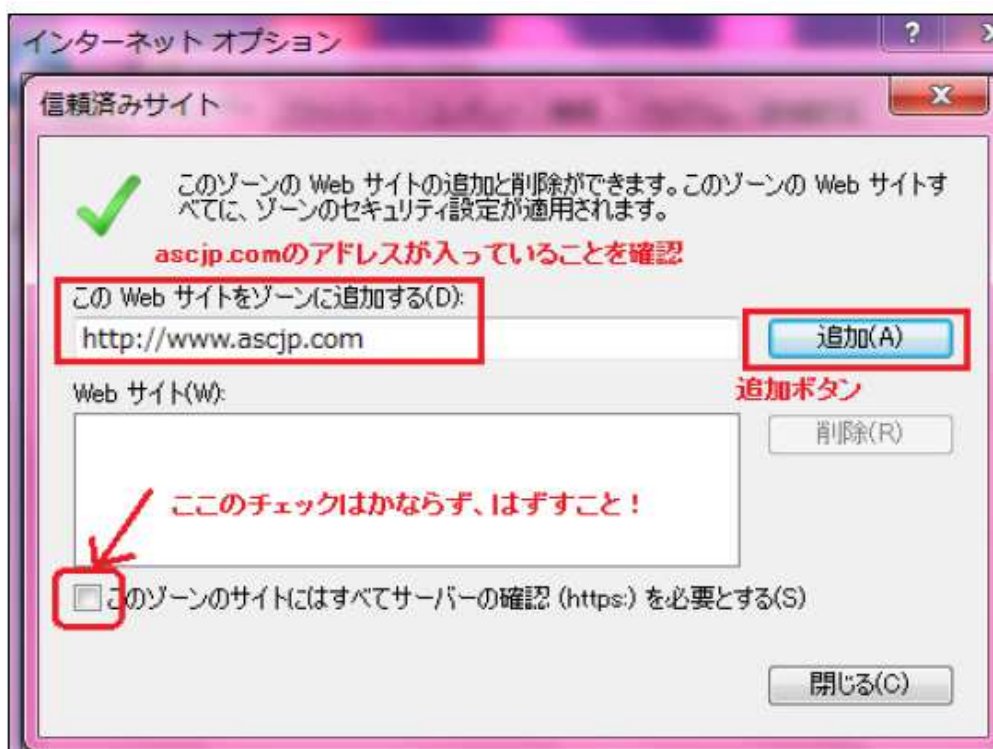 インターネット オプション
信頼済みサイト
このゾーンの Web サイトの追加と削除ができます。このゾーンの Web サイトす
べてに、ゾーンのセキュリティ設定が適用されます。
ascjp.comのアドレスが入っていることを確認
この Web サイトをゾーンに追加する(D):
http://www.ascjp.com
追加(A)
Web サイト(W):
追加ボタン
削除(R)
ここのチェックはかならず、はずすこと！
このゾーンのサイトにはすべてサーバーの確認 (https:) を必要とする(S)
閉じる(C)